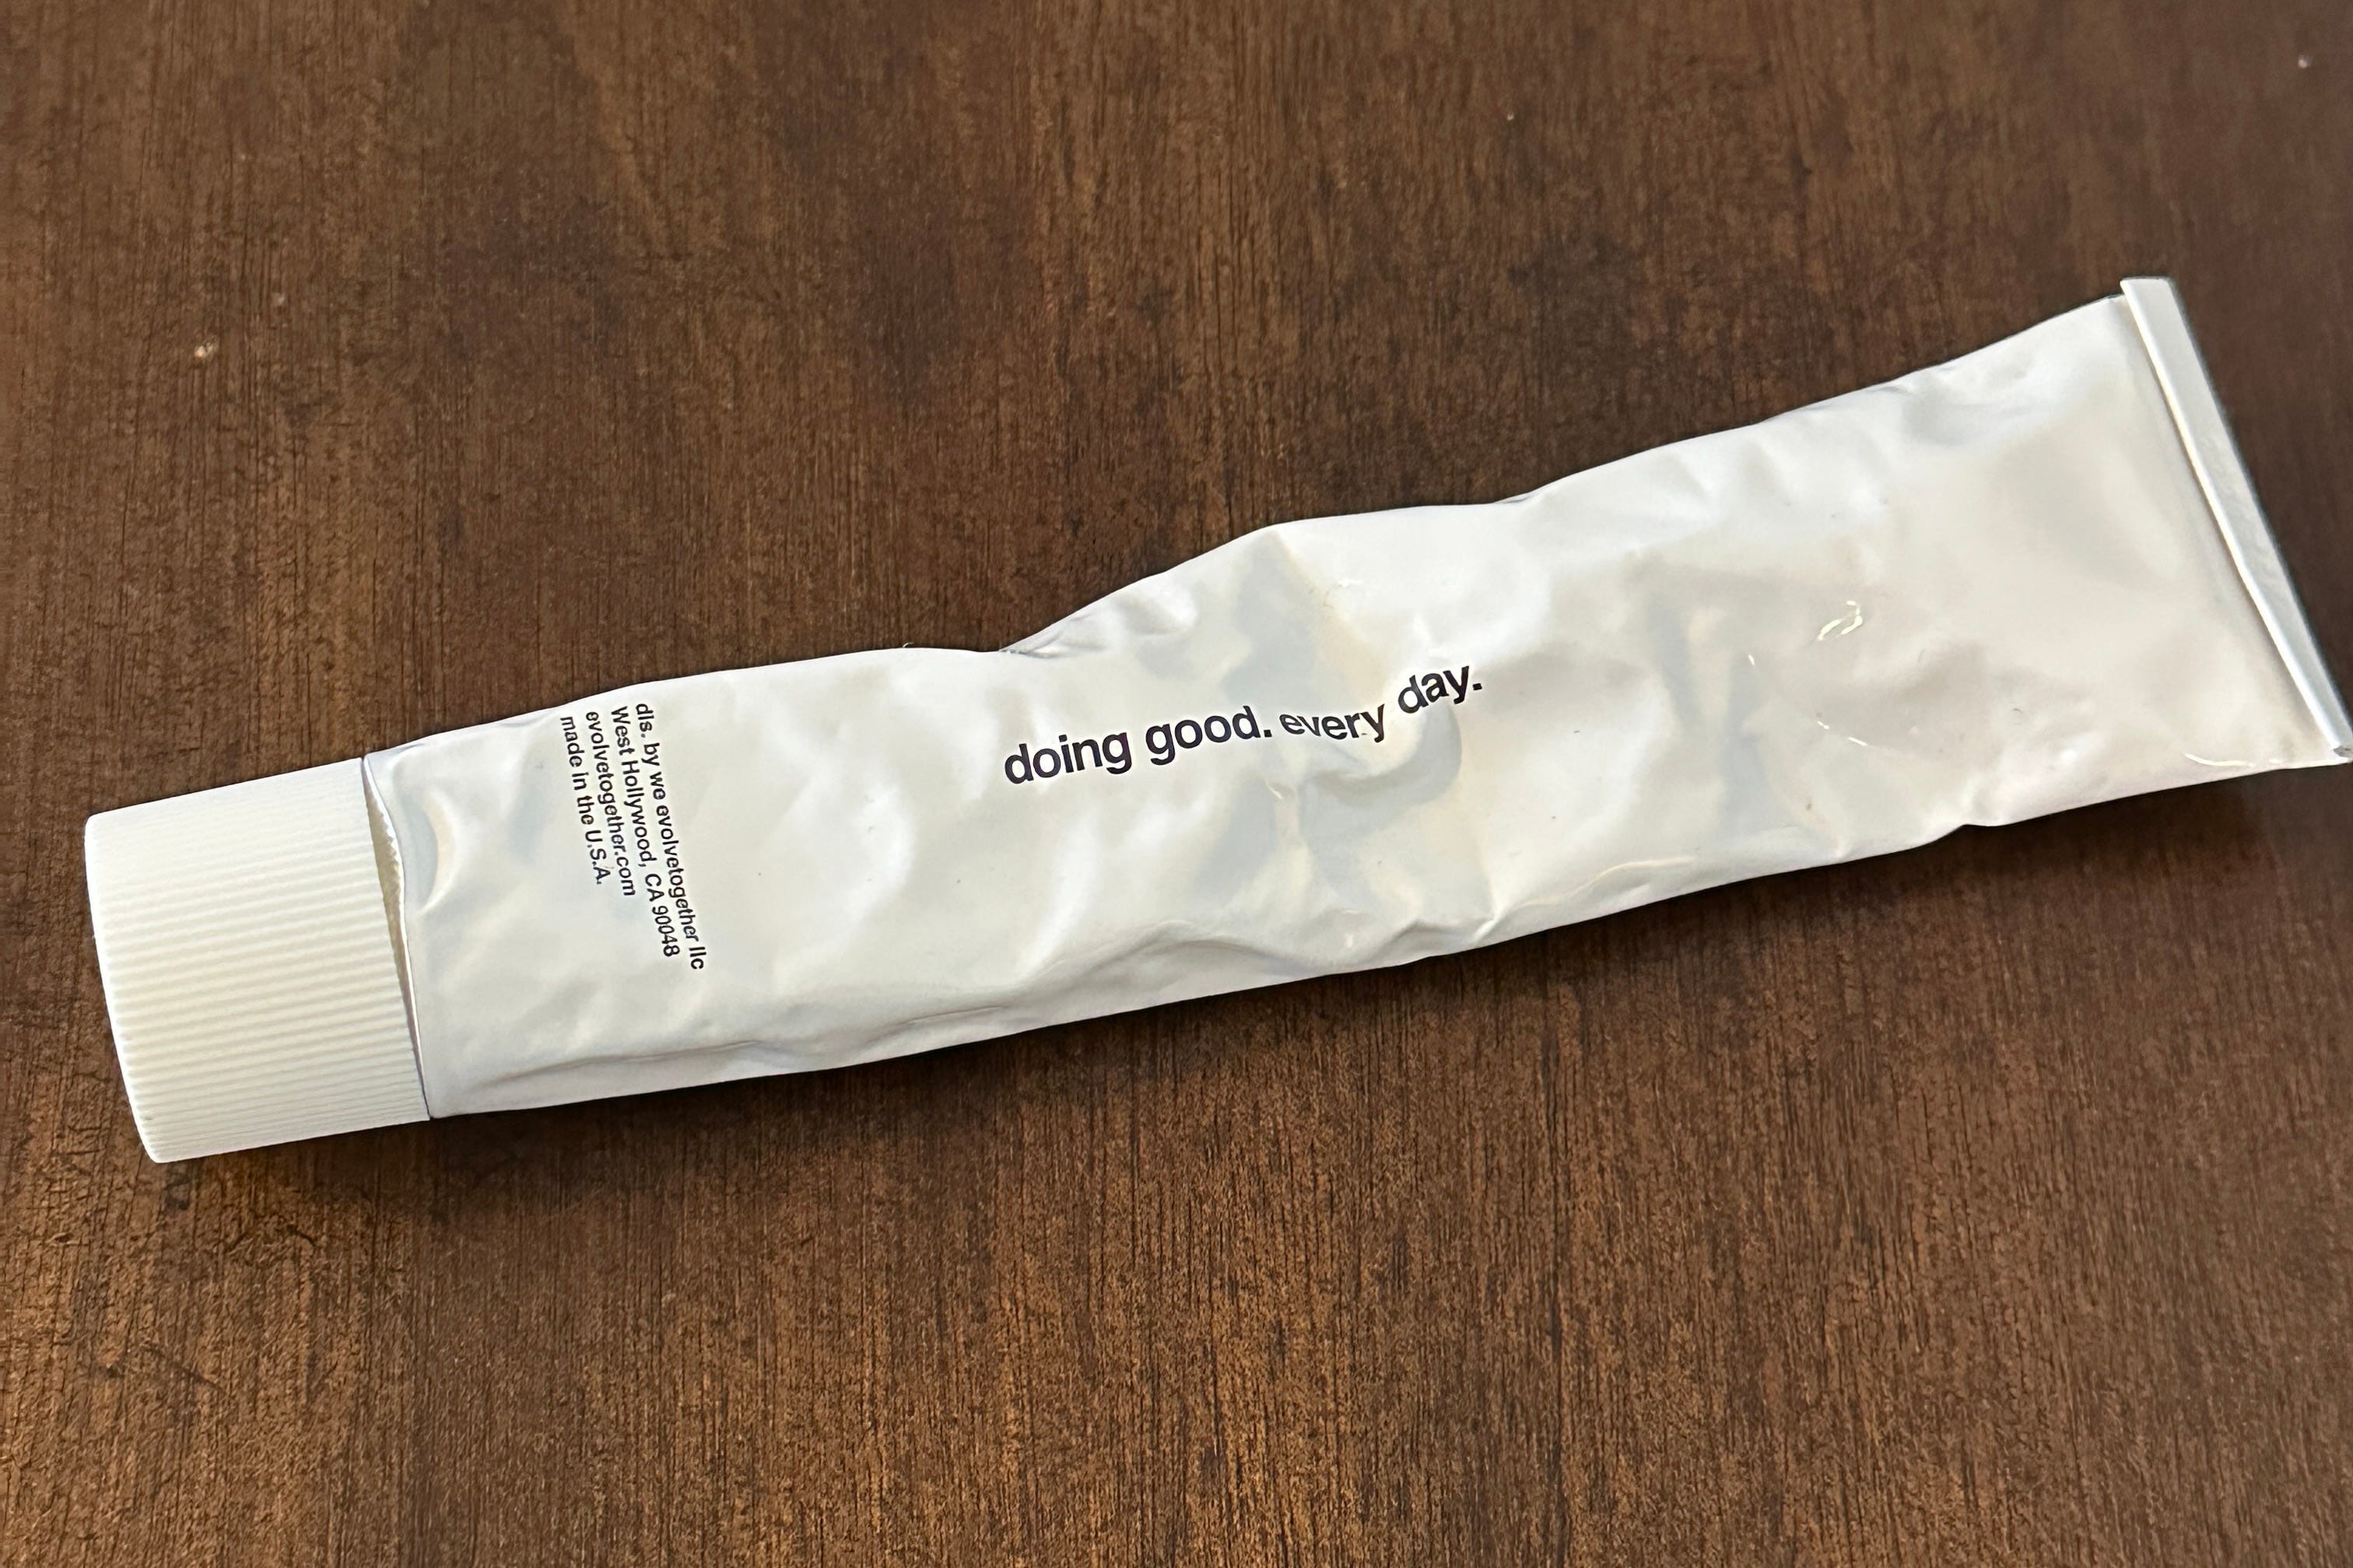 doing good. every day.
dis. by we evolvetogether llc
West Hollywood, CA 90048
evolvetogether.com
made in the U.S.A.